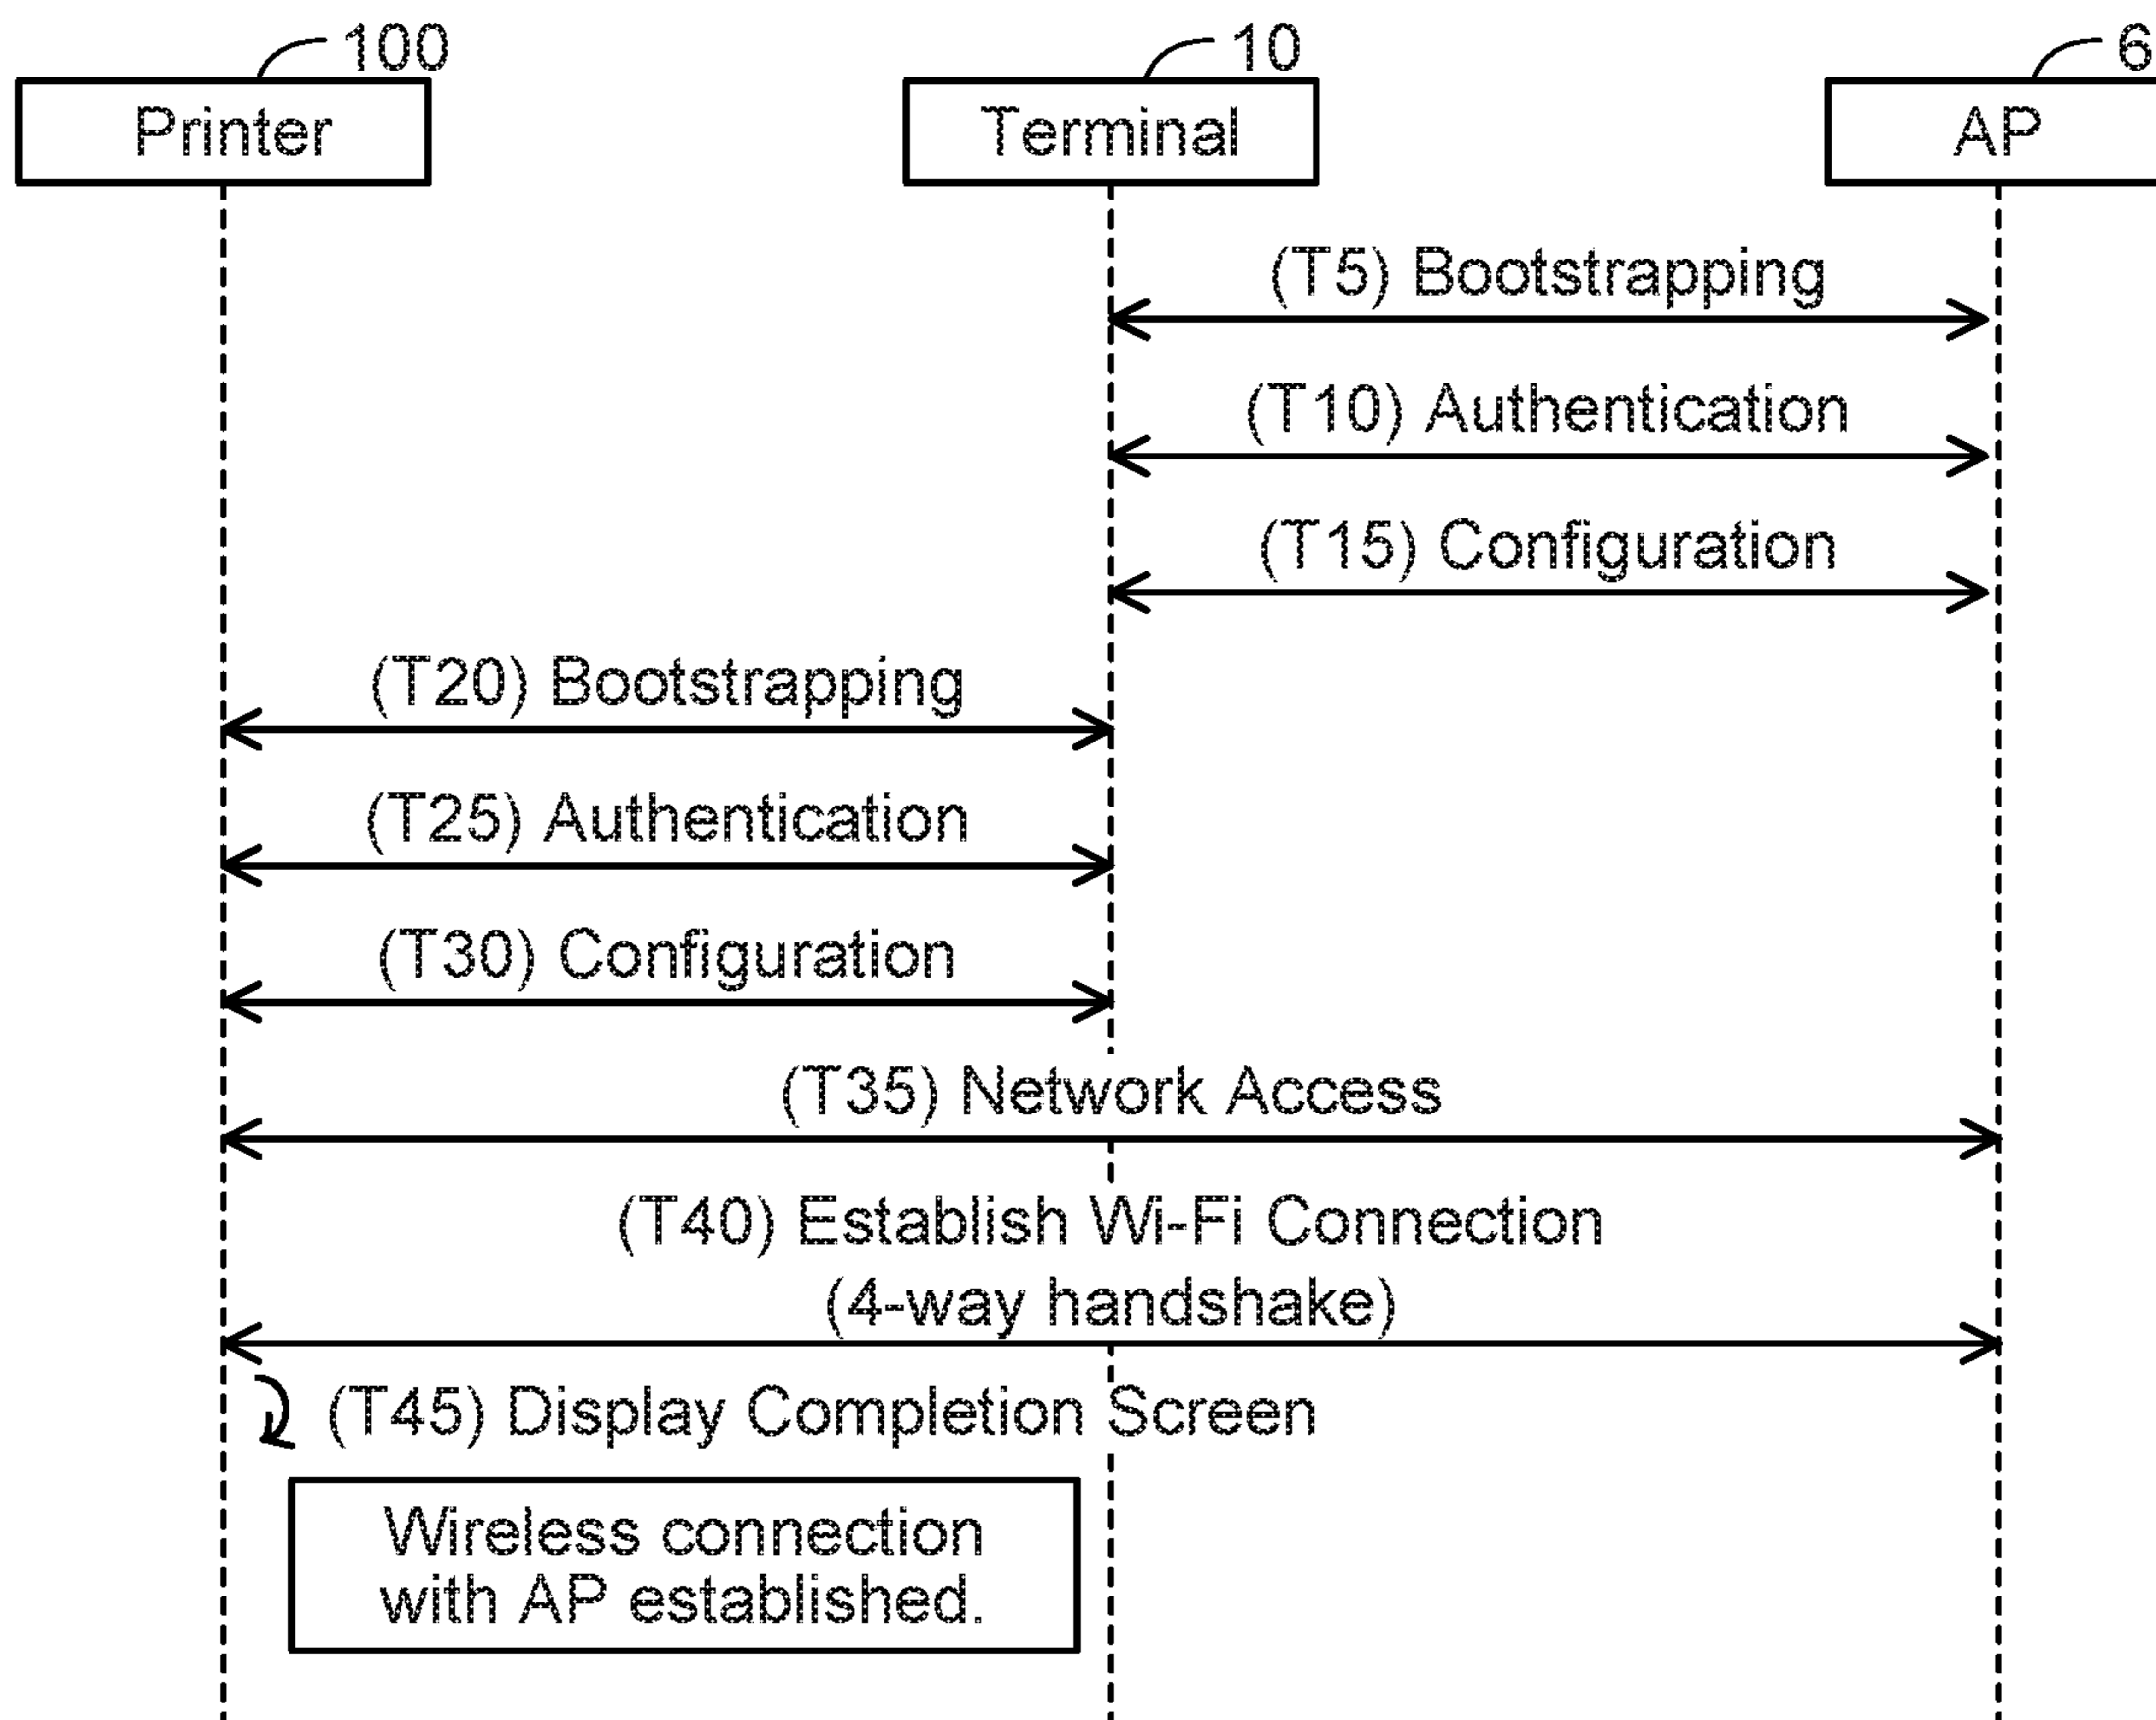 100
10
6
Printer
Terminal
AP
(T5) Bootstrapping
(T10) Authentication
(T15) Configuration
(T20) Bootstrapping
(T25) Authentication
(T30) Configuration
(T35) Network Access
(T40) Establish Wi-Fi Connection
(4-way handshake)
(T45) Display Completion Screen
Wireless connection
with AP established.